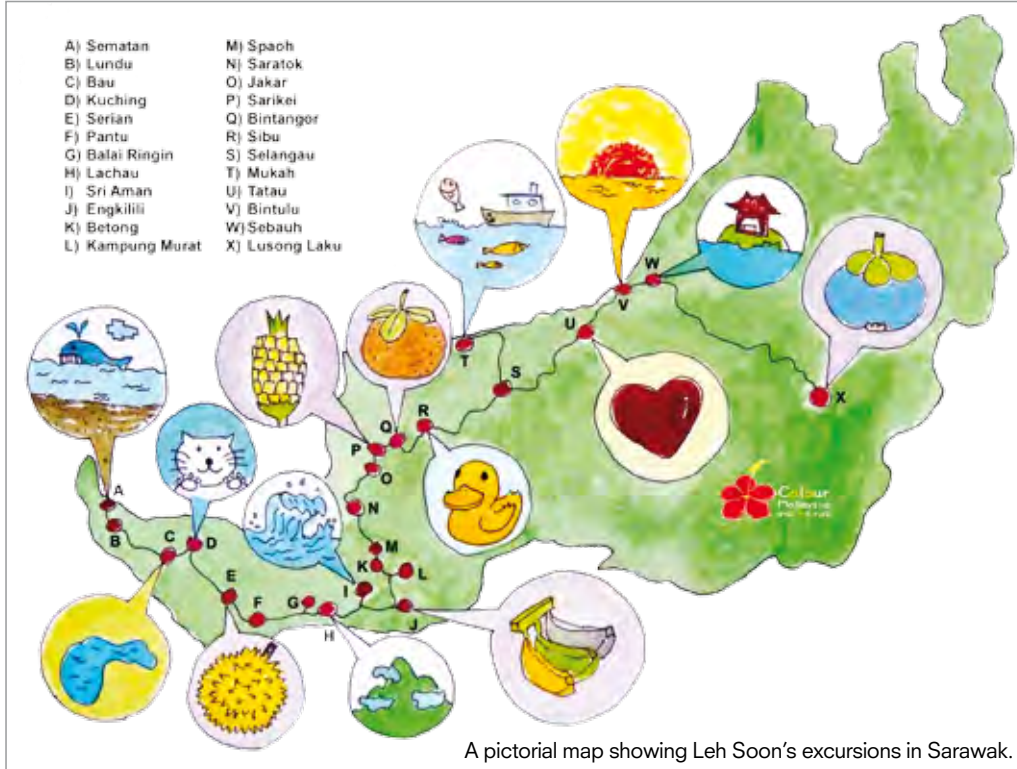 A) Sematan
B) Lundu
C) Bau
D) Kuching
E) Serian
F) Pantu
G) Balai Ringin
H) Lachau
I) Sri Aman
J) Engkilili
K) Betong
L) Kampung Murat
M) Spaoh
N) Saratok
O) Jakar
P) Sarikei
Q) Bintangor
R) Sibu
S) Selangau
T) Mukah
U) Tatau
V) Bintulu
W) Sebauh
X) Lusong Laku
A
B
C
D
E
F
G
H
I
J
K
L
M
N
O
P
Q
R
S
T
U
V
W
X
Colour
Malaysia
A pictorial map showing Leh Soon's excursions in Sarawak.